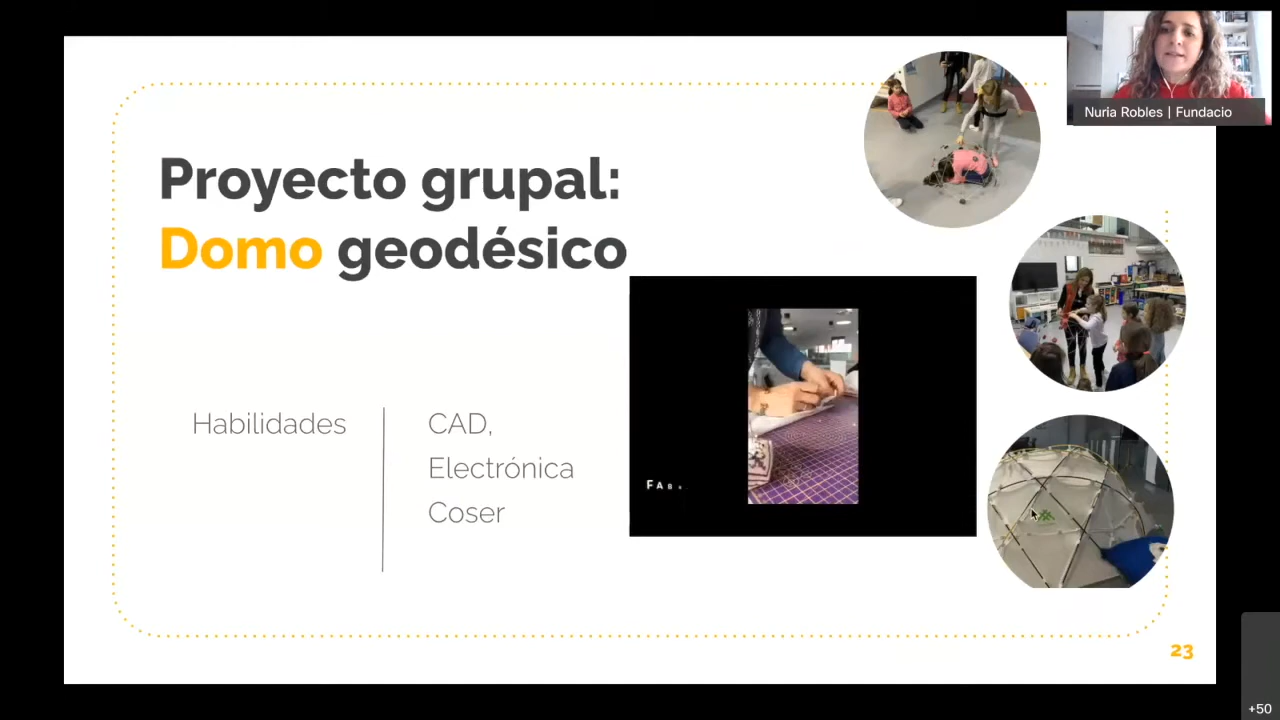 Nuria Robles | Fundacio
Proyecto grupal:
Domo geodésico
Habilidades
CAD,
Electrónica
Coser
23
+50